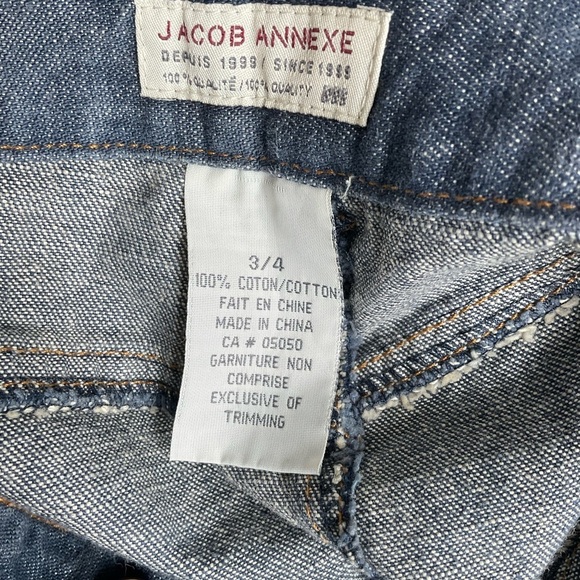 JACOB ANNEXE
DEPUIS 1999 / SINCE 1999
100% QUALITÉ / 100% QUALITY
3/4
100% COTON/COTTON
FAIT EN CHINE
MADE IN CHINA
CA # 05050
GARNITURE NON
COMPRISE
EXCLUSIVE OF
TRIMMING